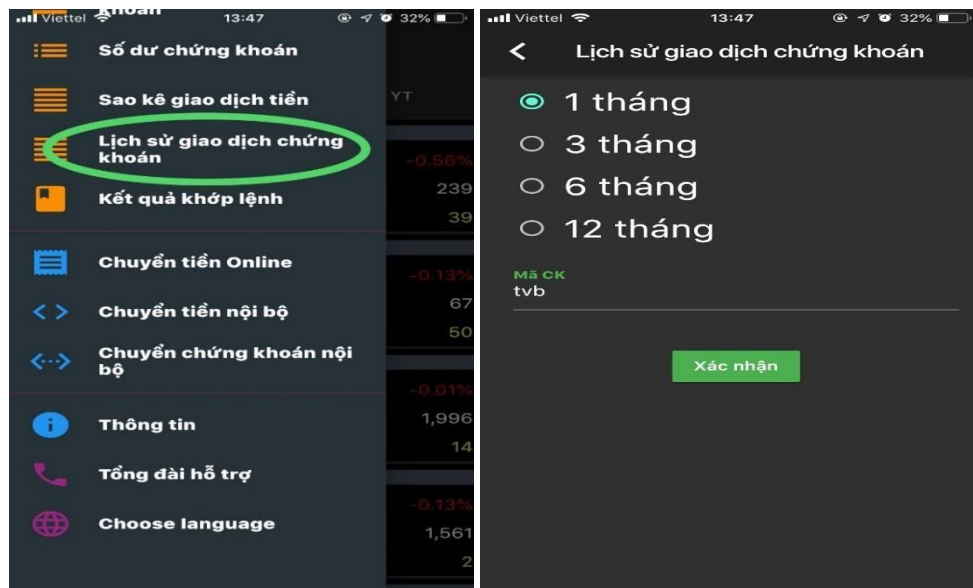 Viettel 13:47 32%
khoán
Số dư chứng khoán
Sao kê giao dịch tiền
YT
Lịch sử giao dịch chứng
khoán
-0.56%
239
Kết quả khớp lệnh
39
Chuyển tiền Online
-0.13%
67
Chuyển tiền nội bộ
50
Chuyển chứng khoán nội
bộ
-0.01%
1,996
Thông tin
14
Tổng đài hỗ trợ
-0.13%
Choose language
1,561
2
Viettel 13:47 32%
Lịch sử giao dịch chứng khoán
1 tháng
3 tháng
6 tháng
12 tháng
Mã CK
tvb
Xác nhận